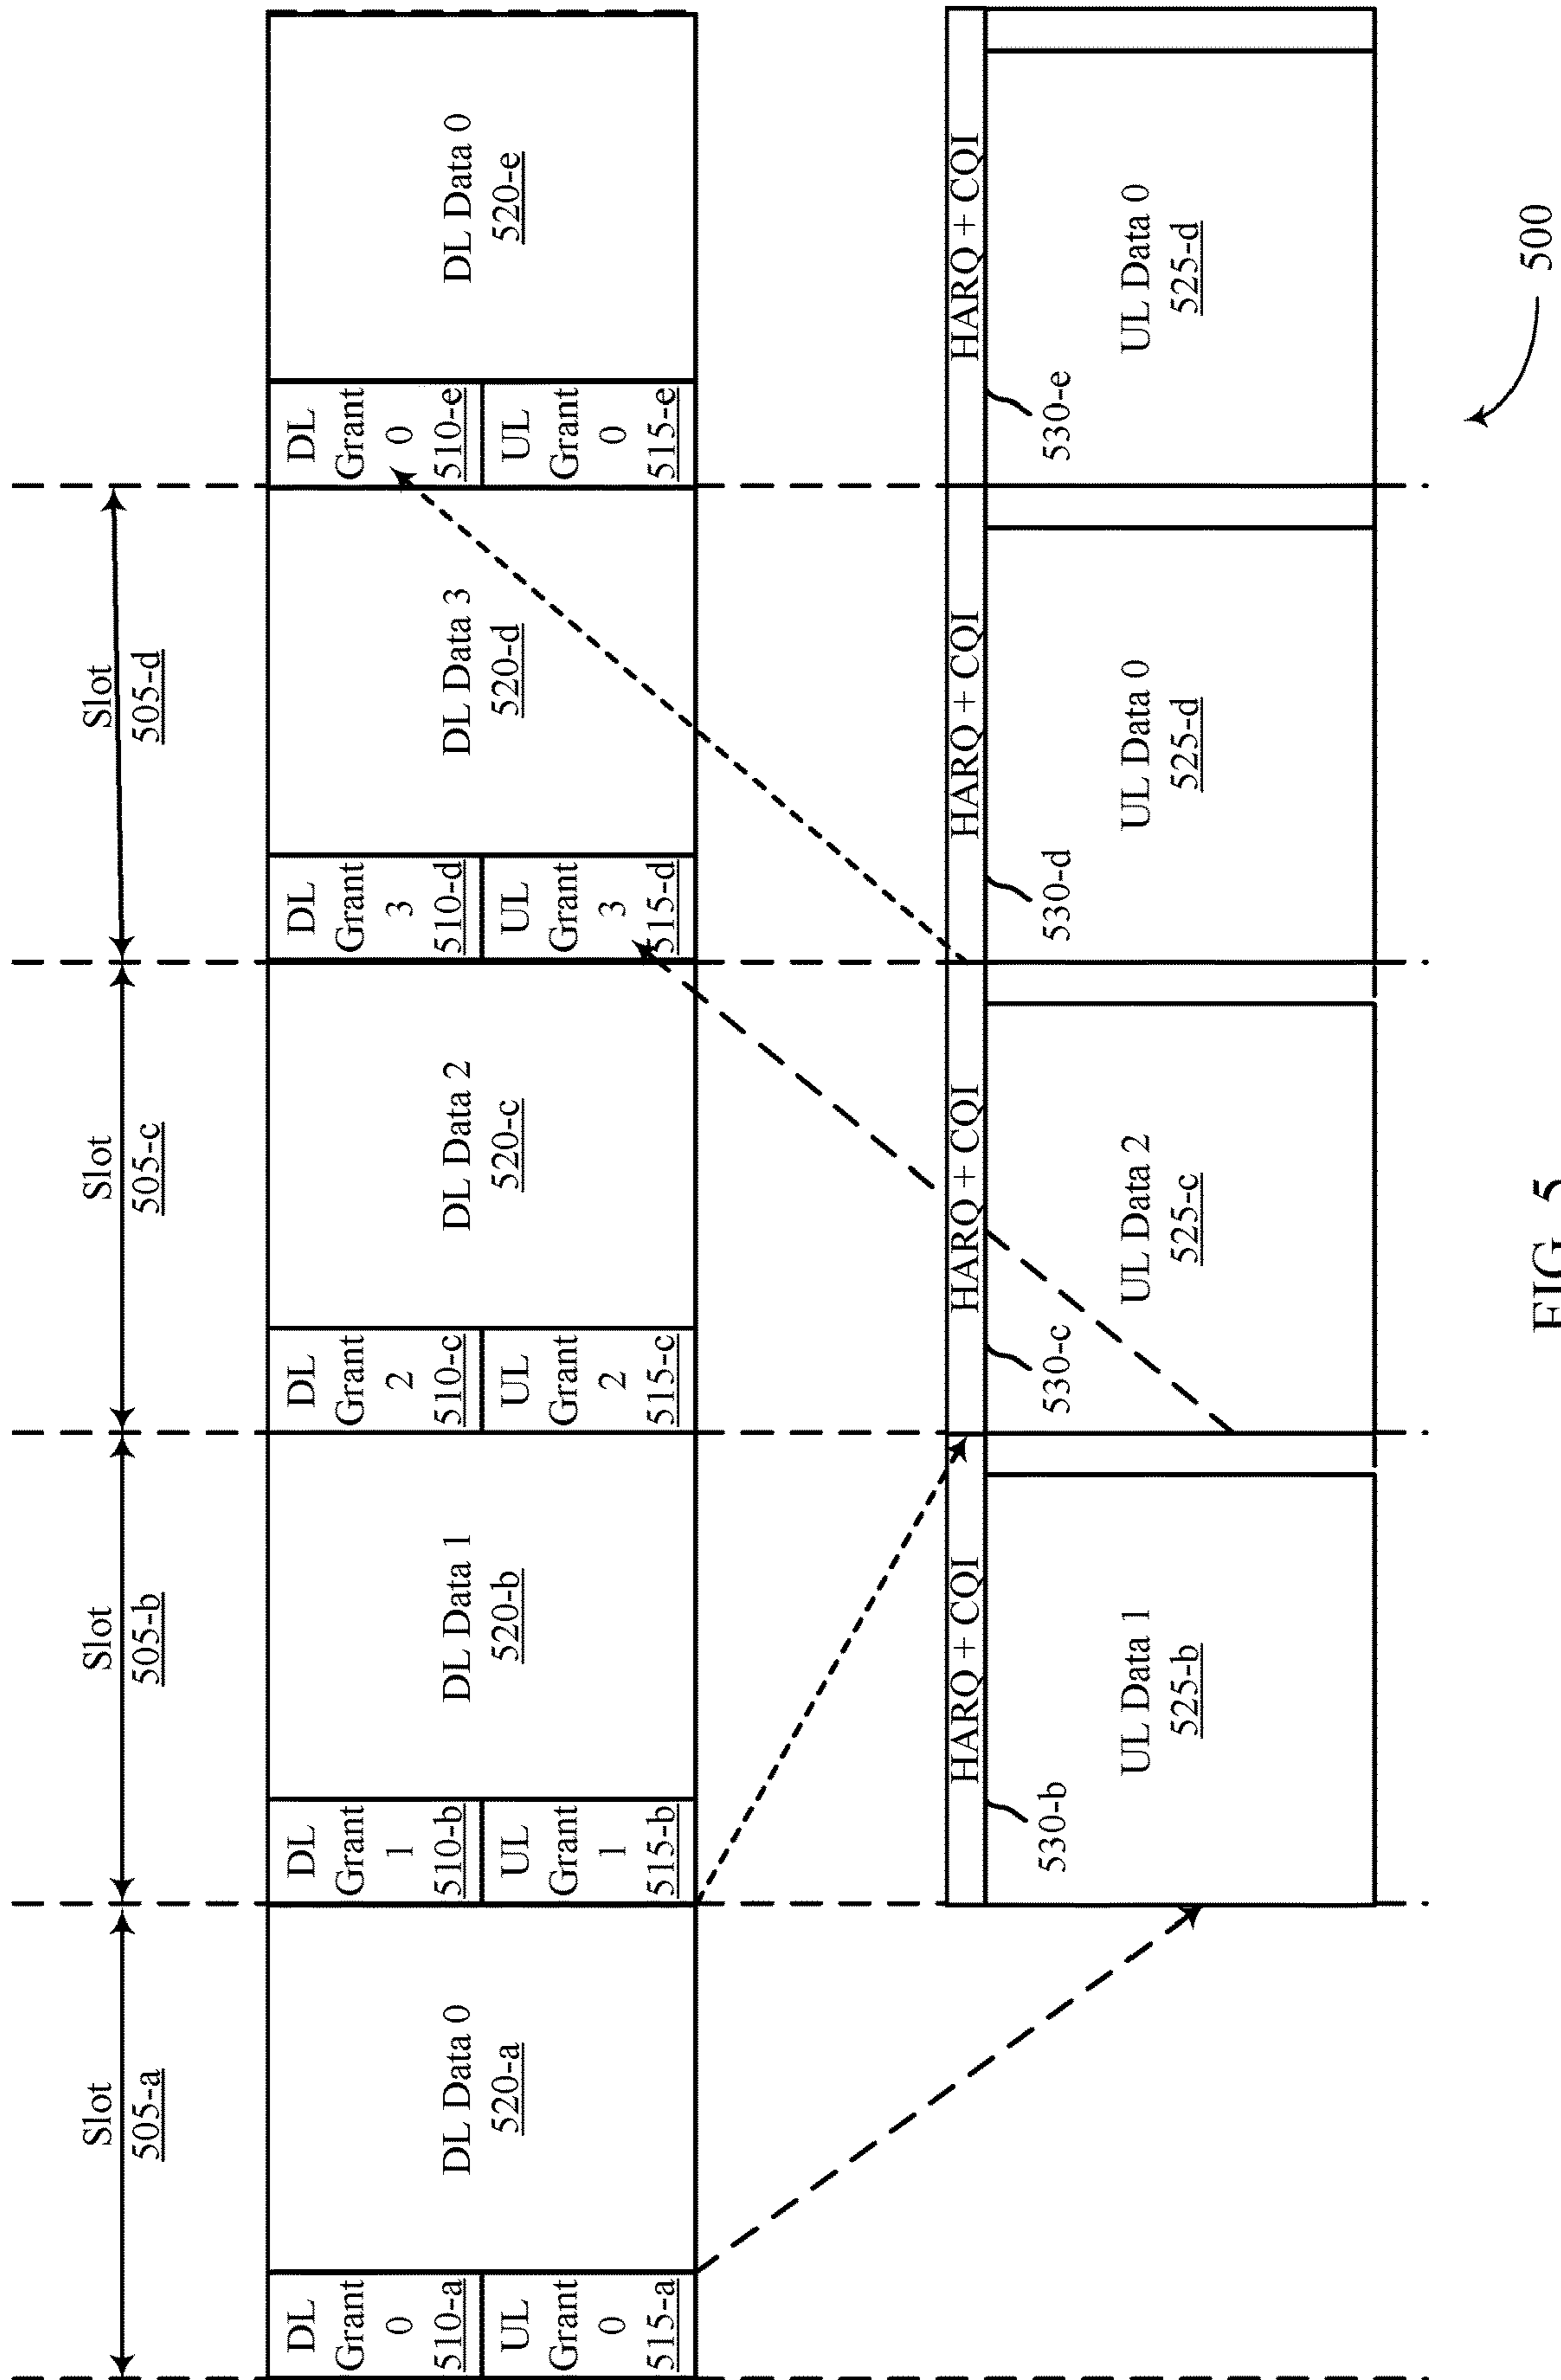 Slot
505-a
Slot
505-b
Slot
505-c
Slot
505-d
DL
Grant
0
510-a
UL
Grant
0
515-a
DL Data 0
520-a
DL
Grant
1
510-b
UL
Grant
1
515-b
DL Data 1
520-b
DL
Grant
2
510-c
UL
Grant
2
515-c
DL Data 2
520-c
DL
Grant
3
510-d
UL
Grant
3
515-d
DL Data 3
520-d
DL
Grant
0
510-e
UL
Grant
0
515-e
DL Data 0
520-e
HARQ + CQI
530-b
UL Data 1
525-b
HARQ + CQI
530-c
UL Data 2
525-c
HARQ + CQI
530-d
UL Data 0
525-d
HARQ + CQI
530-e
UL Data 0
525-d
500
FIG. 5